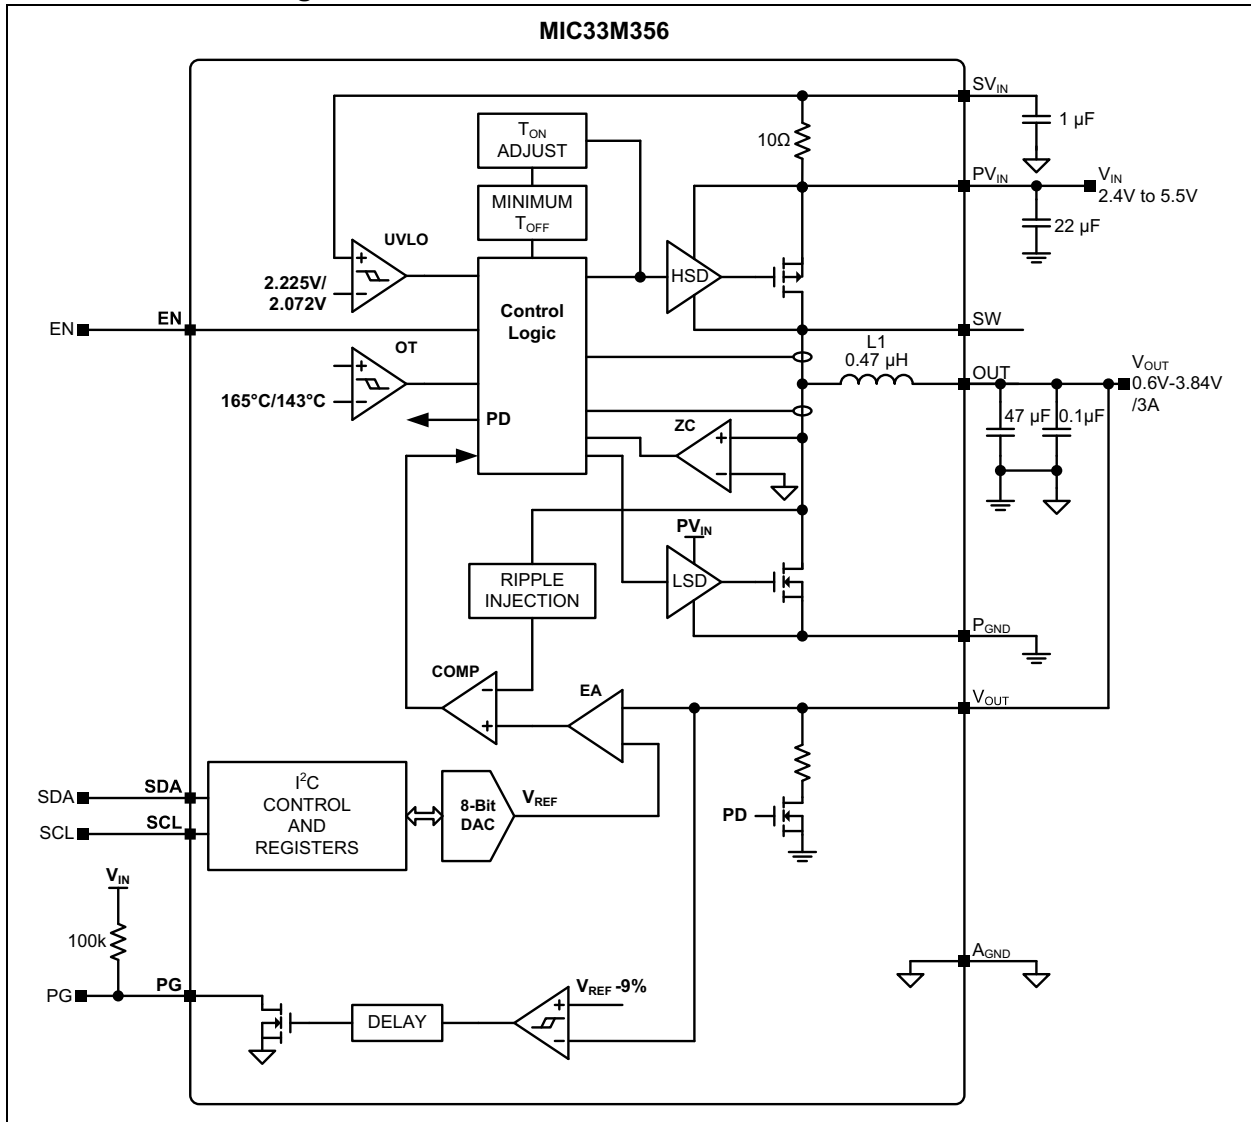 MIC33M356
SVIN
1 µF
10Ω
TON
ADJUST
PVIN
VIN
2.4V to 5.5V
MINIMUM
TOFF
22 µF
UVLO
HSD
2.225V/
2.072V
Control
Logic
EN
EN
SW
OT
L1
0.47 µH
OUT
VOUT
0.6V-3.84V
/3A
165°C/143°C
PD
47 µF
0.1µF
ZC
PVIN
RIPPLE
INJECTION
LSD
PGND
COMP
EA
VOUT
I2C
CONTROL
AND
REGISTERS
SDA
SDA
SCL
SCL
8-Bit
DAC
VREF
PD
VIN
100k
AGND
PG
PG
VREF -9%
DELAY